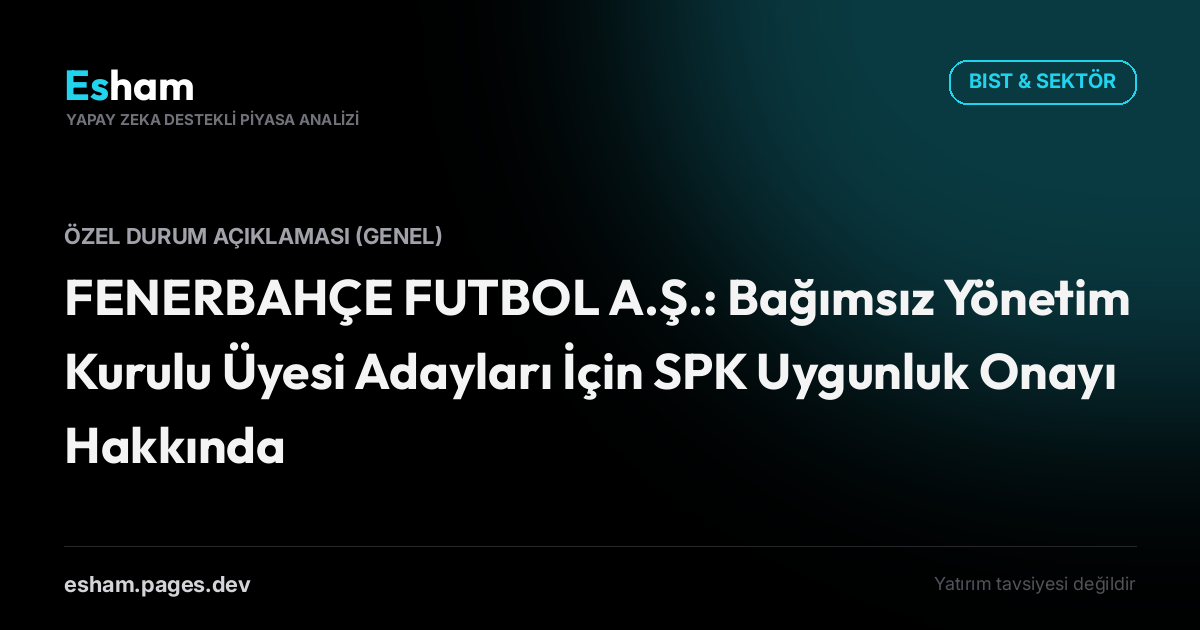 Esham
YAPAY ZEKA DESTEKLİ PİYASA ANALİZİ
BIST & SEKTÖR
ÖZEL DURUM AÇIKLAMASI (GENEL)
FENERBAHÇE FUTBOL A.Ş.: Bağımsız Yönetim
Kurulu Üyesi Adayları İçin SPK Uygunluk Onayı
Hakkında
esham.pages.dev
Yatırım tavsiyesi değildir